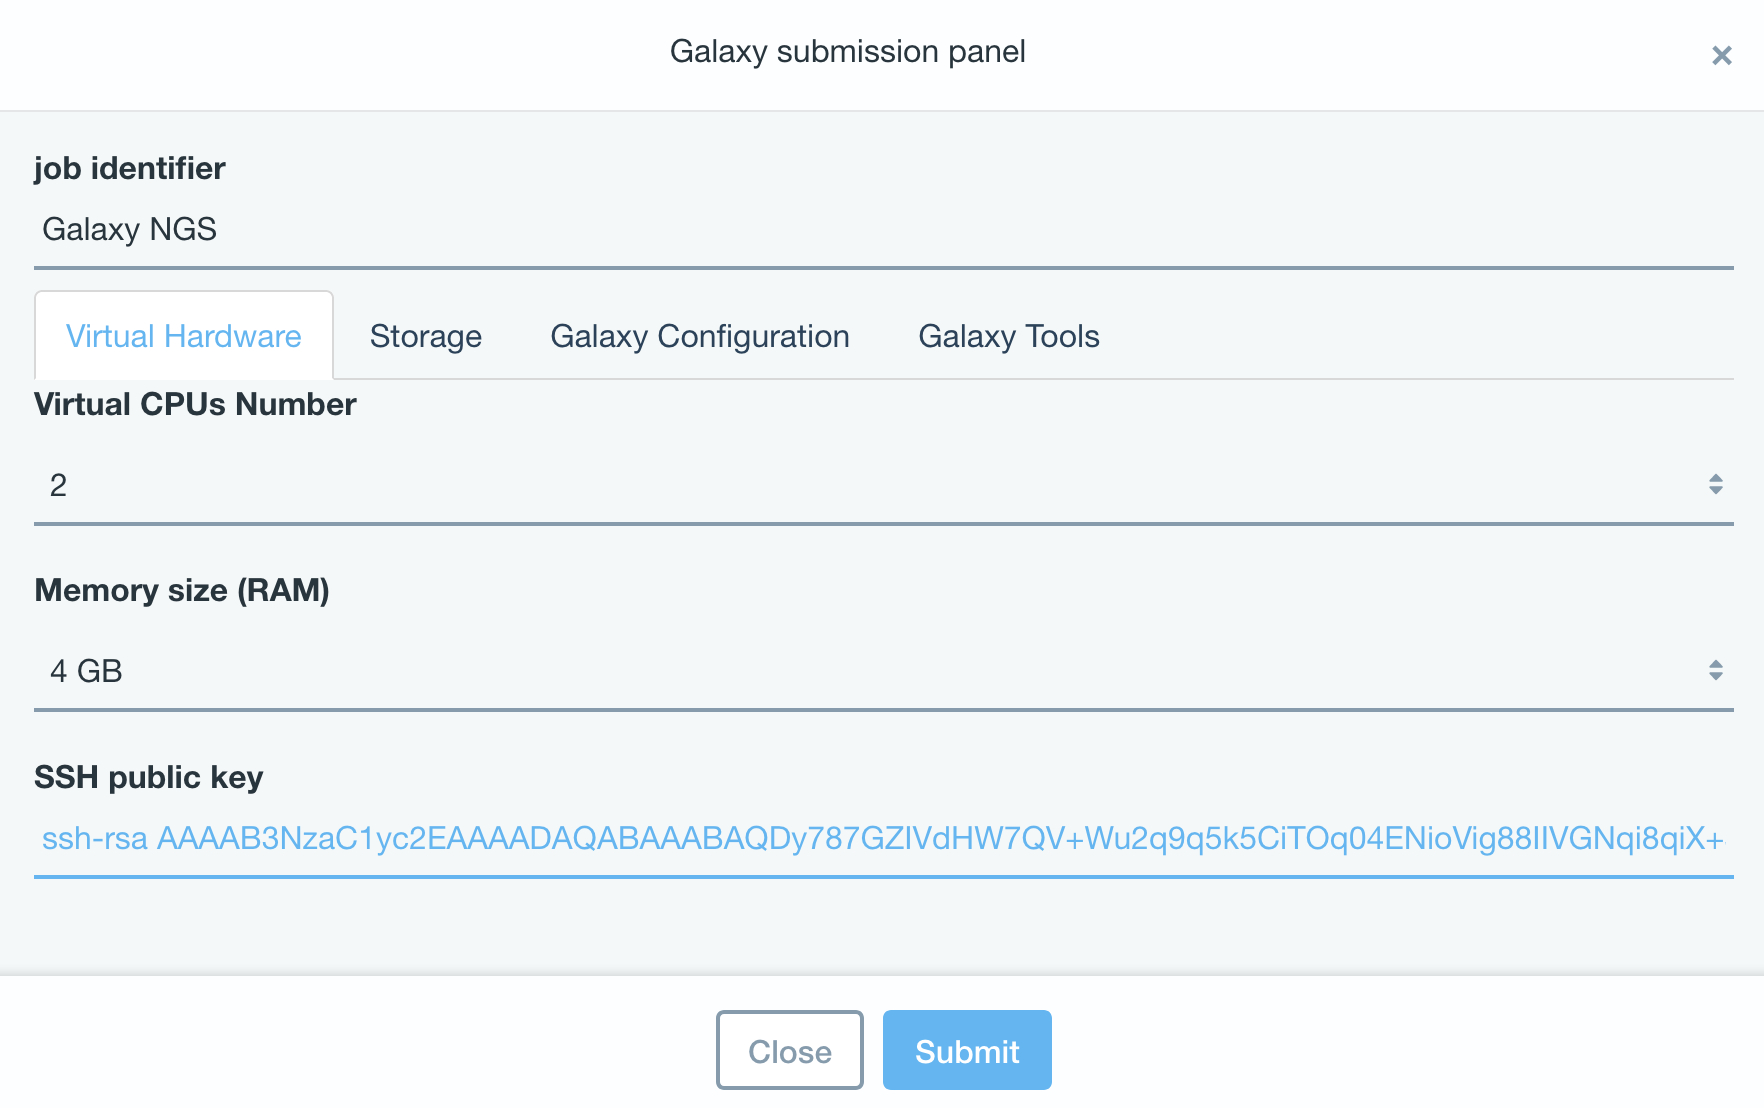 Galaxy submission panel
×
job identifier
Galaxy NGS
Virtual Hardware Storage Galaxy Configuration Galaxy Tools
Virtual CPUs Number
2
Memory size (RAM)
4 GB
SSH public key
ssh-rsa AAAAB3NzaC1yc2EAAAADAQABAAABAQDy787GZIVdHW7QV+Wu2q9q5k5CiTOq04ENioVig88IIVGNqi8qiX+
Close Submit